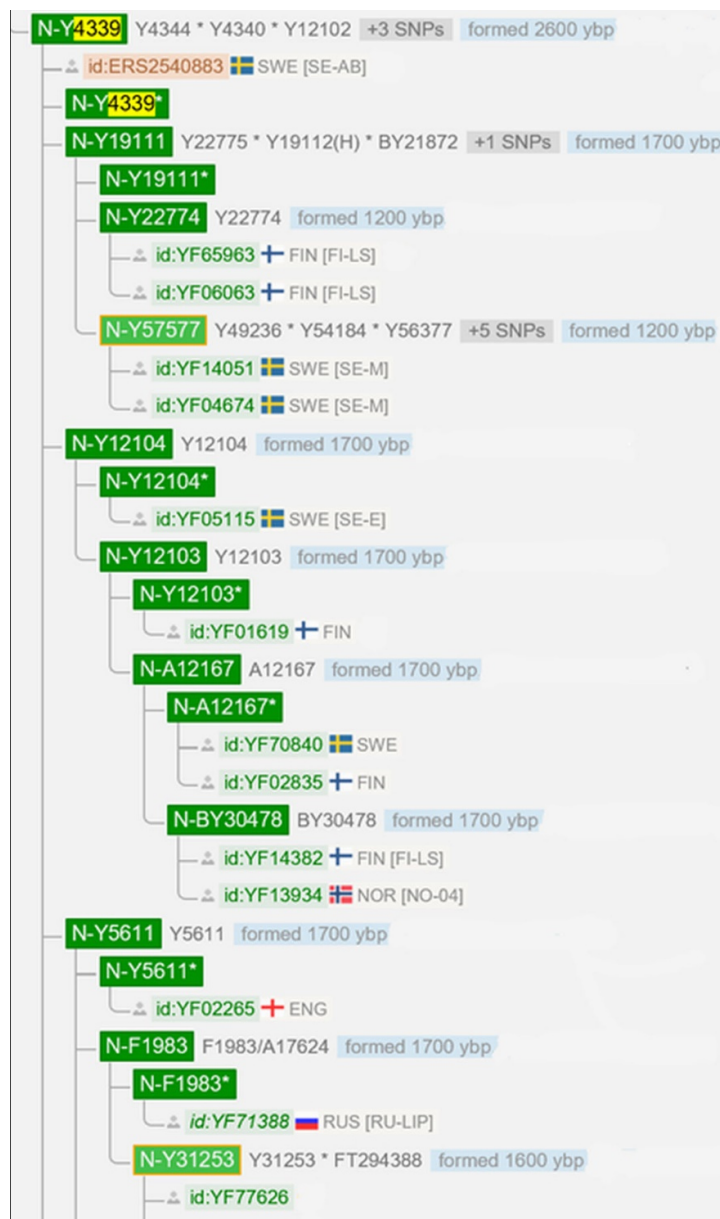 N-Y4339 Y4344 * Y4340 * Y12102 +3 SNPs formed 2600 ybp
id:ERS2540883 SWE [SE-AB]
N-Y4339*
N-Y19111 Y22775 * Y19112(H) * BY21872 +1 SNPs formed 1700 ybp
N-Y19111*
N-Y22774 Y22774 formed 1200 ybp
id:YF65963 FIN [FI-LS]
id:YF06063 FIN [FI-LS]
N-Y57577 Y49236 * Y54184 * Y56377 +5 SNPs formed 1200 ybp
id:YF14051 SWE [SE-M]
id:YF04674 SWE [SE-M]
N-Y12104 Y12104 formed 1700 ybp
N-Y12104*
id:YF05115 SWE [SE-E]
N-Y12103 Y12103 formed 1700 ybp
N-Y12103*
id:YF01619 FIN
N-A12167 A12167 formed 1700 ybp
N-A12167*
id:YF70840 SWE
id:YF02835 FIN
N-BY30478 BY30478 formed 1700 ybp
id:YF14382 FIN [FI-LS]
id:YF13934 NOR [NO-04]
N-Y5611 Y5611 formed 1700 ybp
N-Y5611*
id:YF02265 ENG
N-F1983 F1983/A17624 formed 1700 ybp
N-F1983*
id:YF71388 RUS [RU-LIP]
N-Y31253 Y31253 * FT294388 formed 1600 ybp
id:YF77626